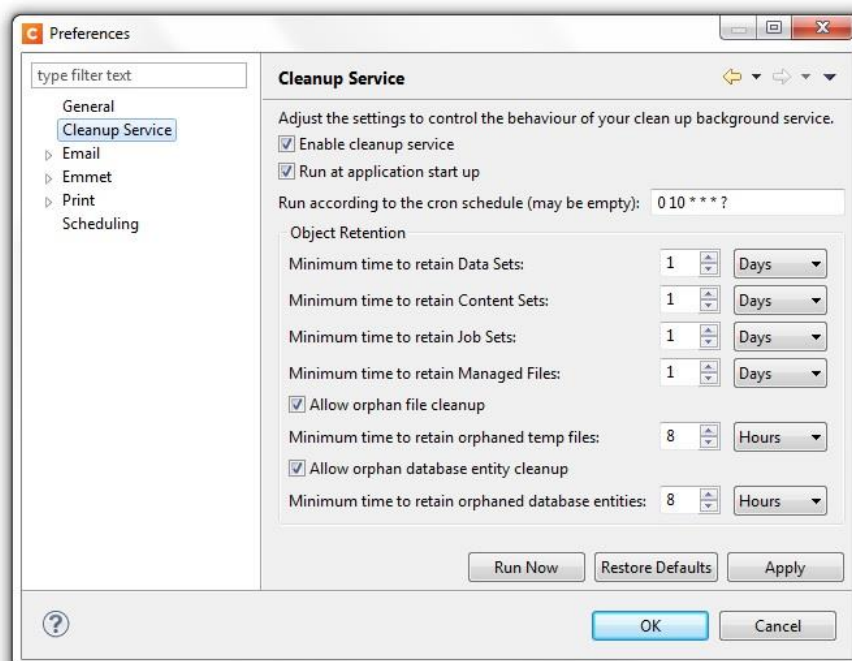 C Preferences
type filter text
General
Cleanup Service
Email
Emmet
Print
Scheduling
Cleanup Service
Adjust the settings to control the behaviour of your clean up background service.
Enable cleanup service
Run at application start up
Run according to the cron schedule (may be empty): 0 10 * * * ?
Object Retention
Minimum time to retain Data Sets: 1 Days
Minimum time to retain Content Sets: 1 Days
Minimum time to retain Job Sets: 1 Days
Minimum time to retain Managed Files: 1 Days
Allow orphan file cleanup
Minimum time to retain orphaned temp files: 8 Hours
Allow orphan database entity cleanup
Minimum time to retain orphaned database entities: 8 Hours
Run Now Restore Defaults Apply
? OK Cancel